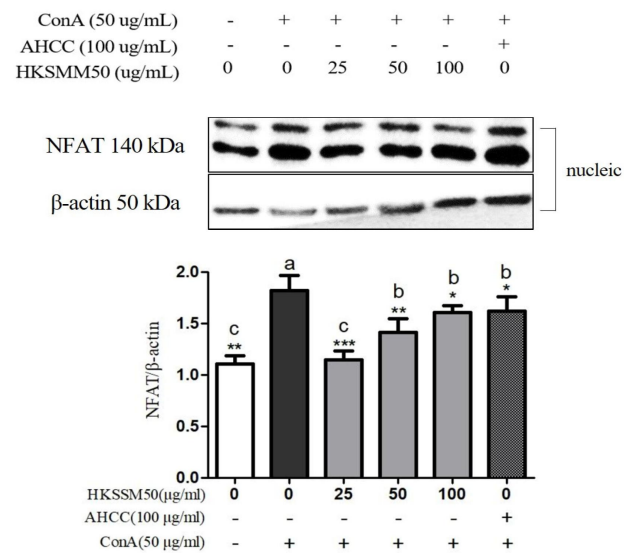 ConA (50 ug/mL) - + + + + +
AHCC (100 ug/mL) +
HKSMM50 (ug/mL) 0 0 25 50 100 0
NFAT 140 kDa
nucleic
β-actin 50 kDa
2.0
1.5
1.0
0.5
0.0
NFAT/β-actin
c
**
a
c
***
b
**
b
*
b
*
HKSSM50(μg/ml) 0 0 25 50 100 0
AHCC(100 μg/ml) - - - - - +
ConA(50 μg/ml) - + + + + +